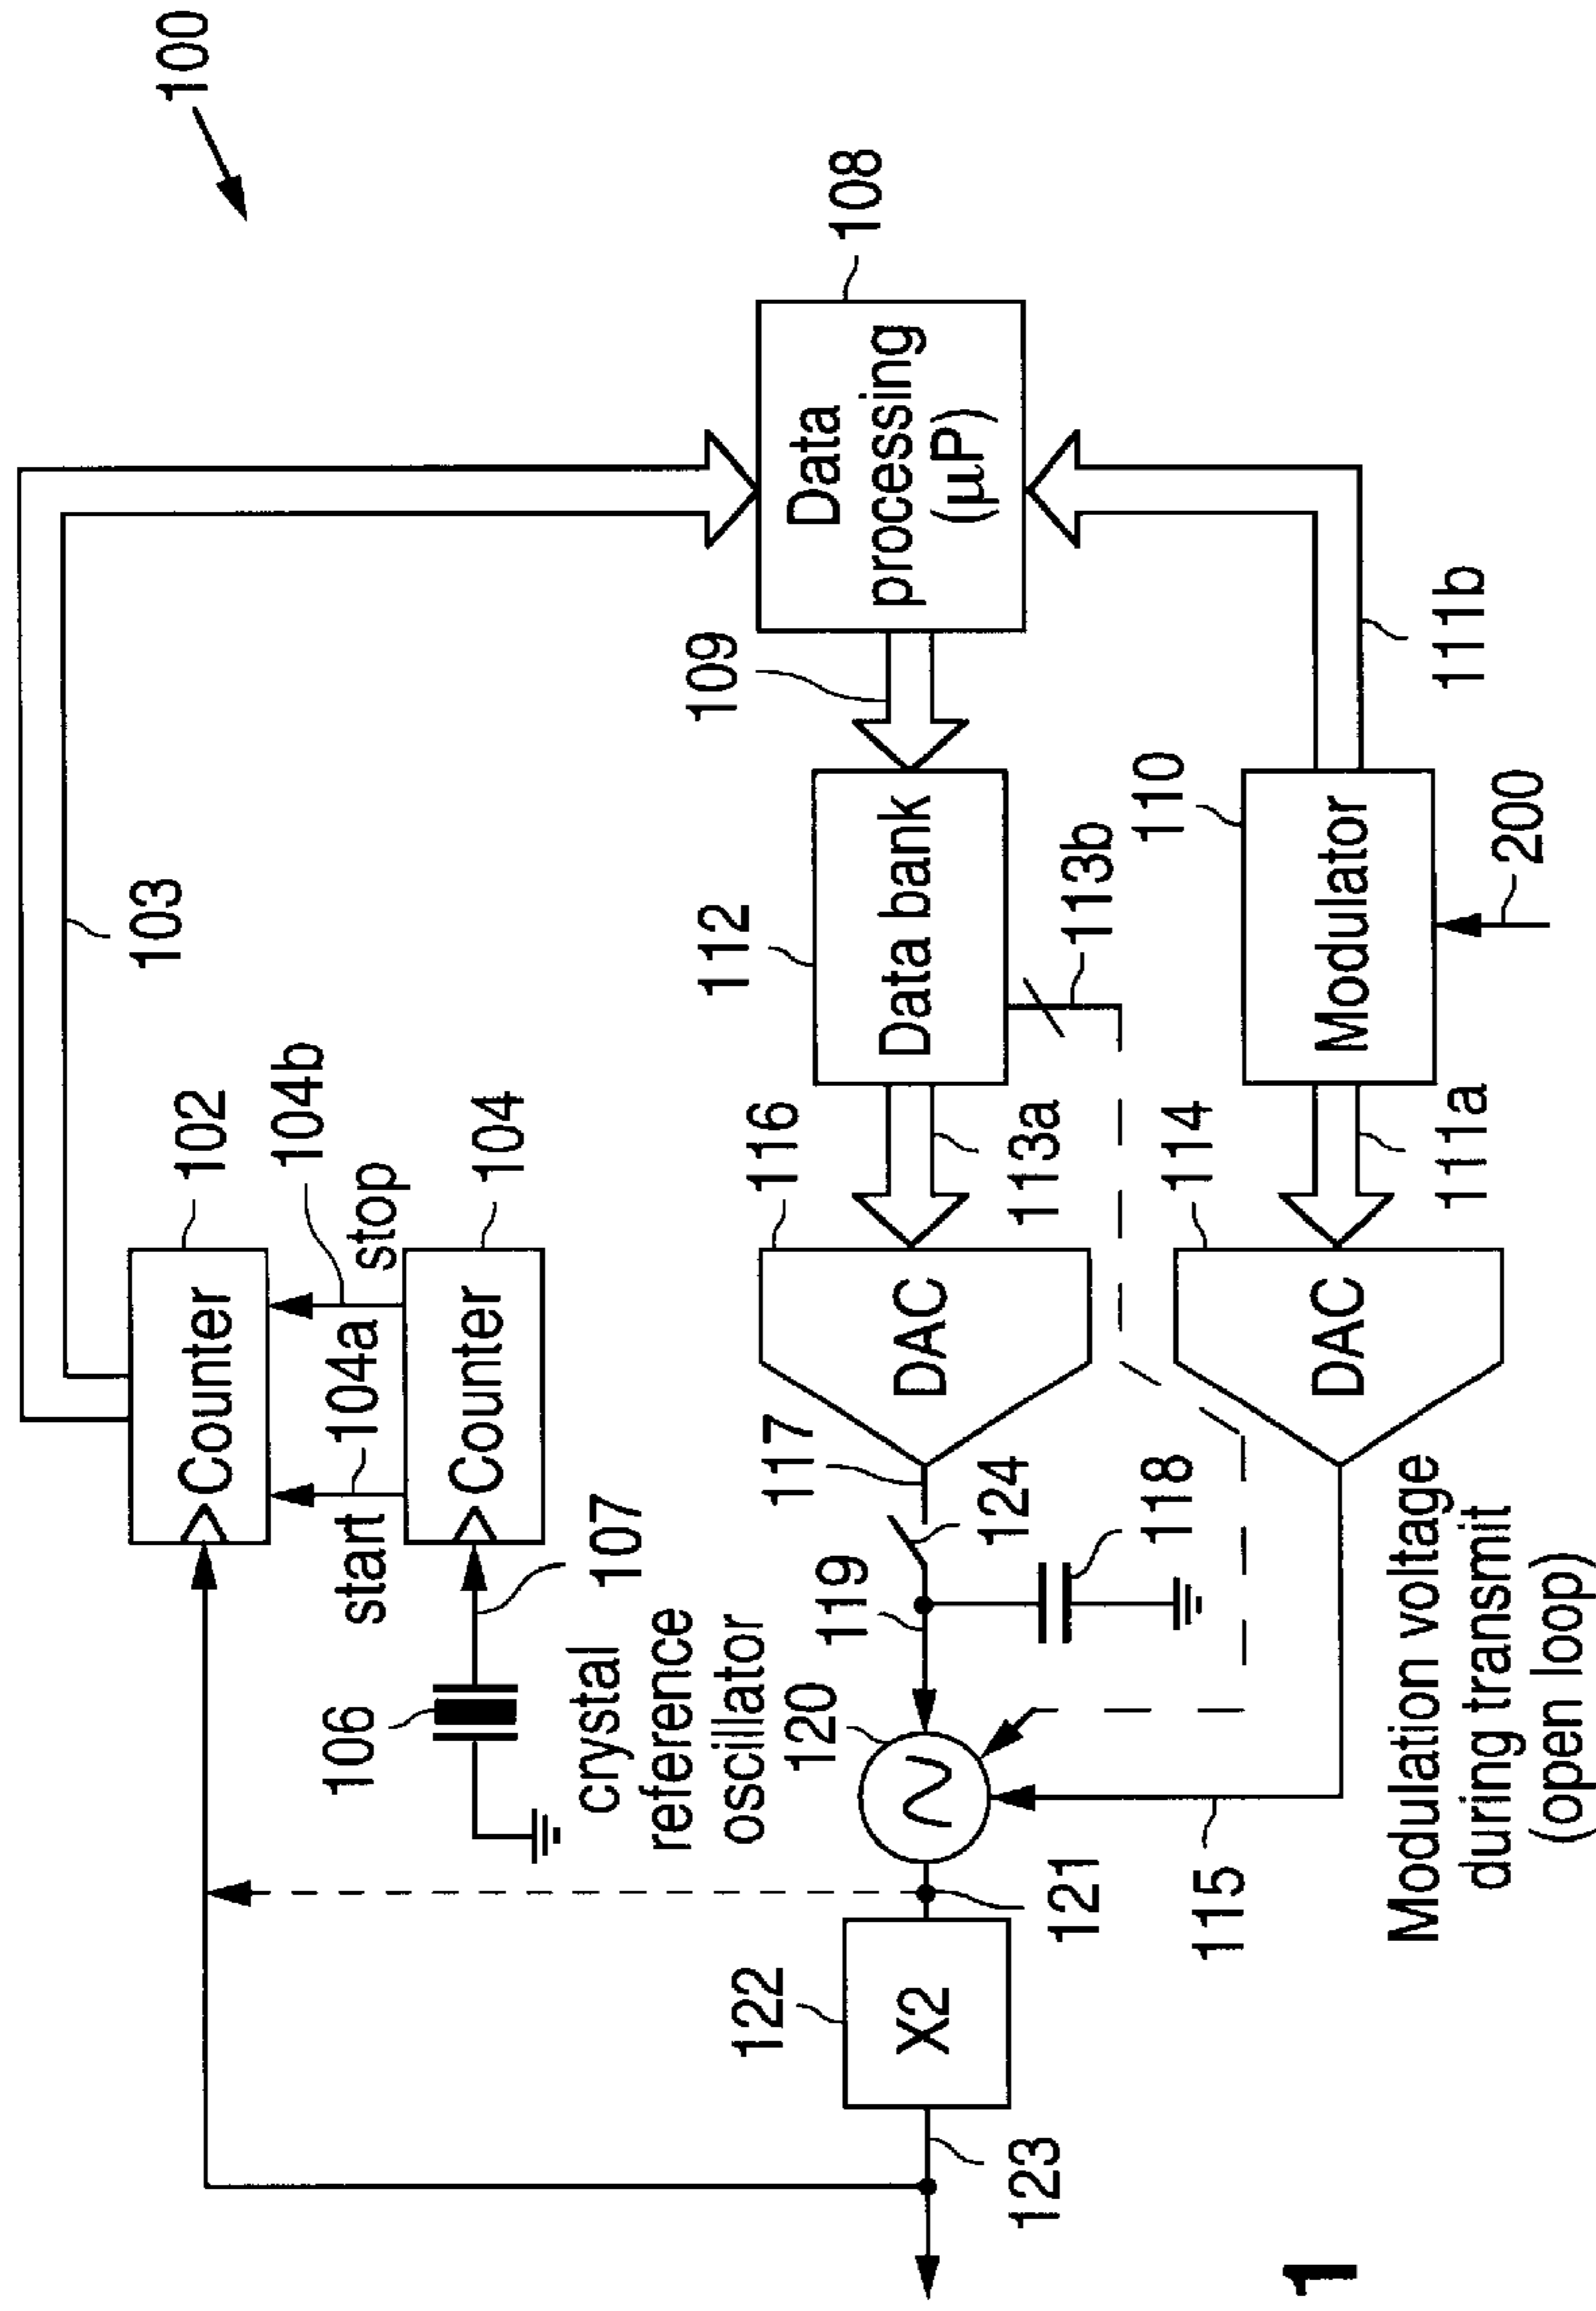 100
103
102
Counter
104b
stop
104a
start
104
Counter
107
106
crystal
reference
oscillator
108
Data
processing
(µP)
109
112
Data bank
113a
113b
116
DAC
117
124
119
118
120
121
122
X2
123
110
Modulator
200
111a
111b
114
DAC
115
Modulation voltage
during transmit
(open loop)
1